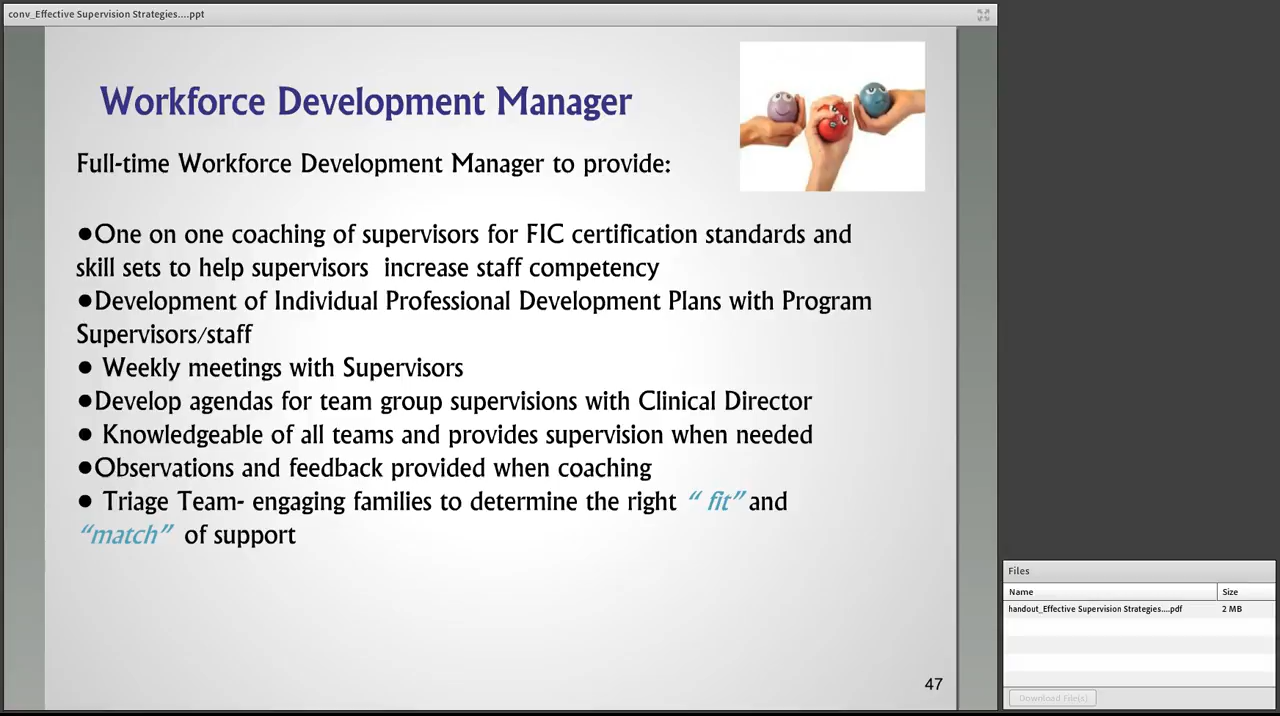 conv_Effective Supervision Strategies....ppt
Workforce Development Manager
Full-time Workforce Development Manager to provide:
●One on one coaching of supervisors for FIC certification standards and
skill sets to help supervisors  increase staff competency
●Development of Individual Professional Development Plans with Program
Supervisors/staff
● Weekly meetings with Supervisors
●Develop agendas for team group supervisions with Clinical Director
● Knowledgeable of all teams and provides supervision when needed
●Observations and feedback provided when coaching
● Triage Team- engaging families to determine the right “ fit” and
“match”  of support
47
Files
Name Size
handout_Effective Supervision Strategies....pdf 2 MB
Download File(s)